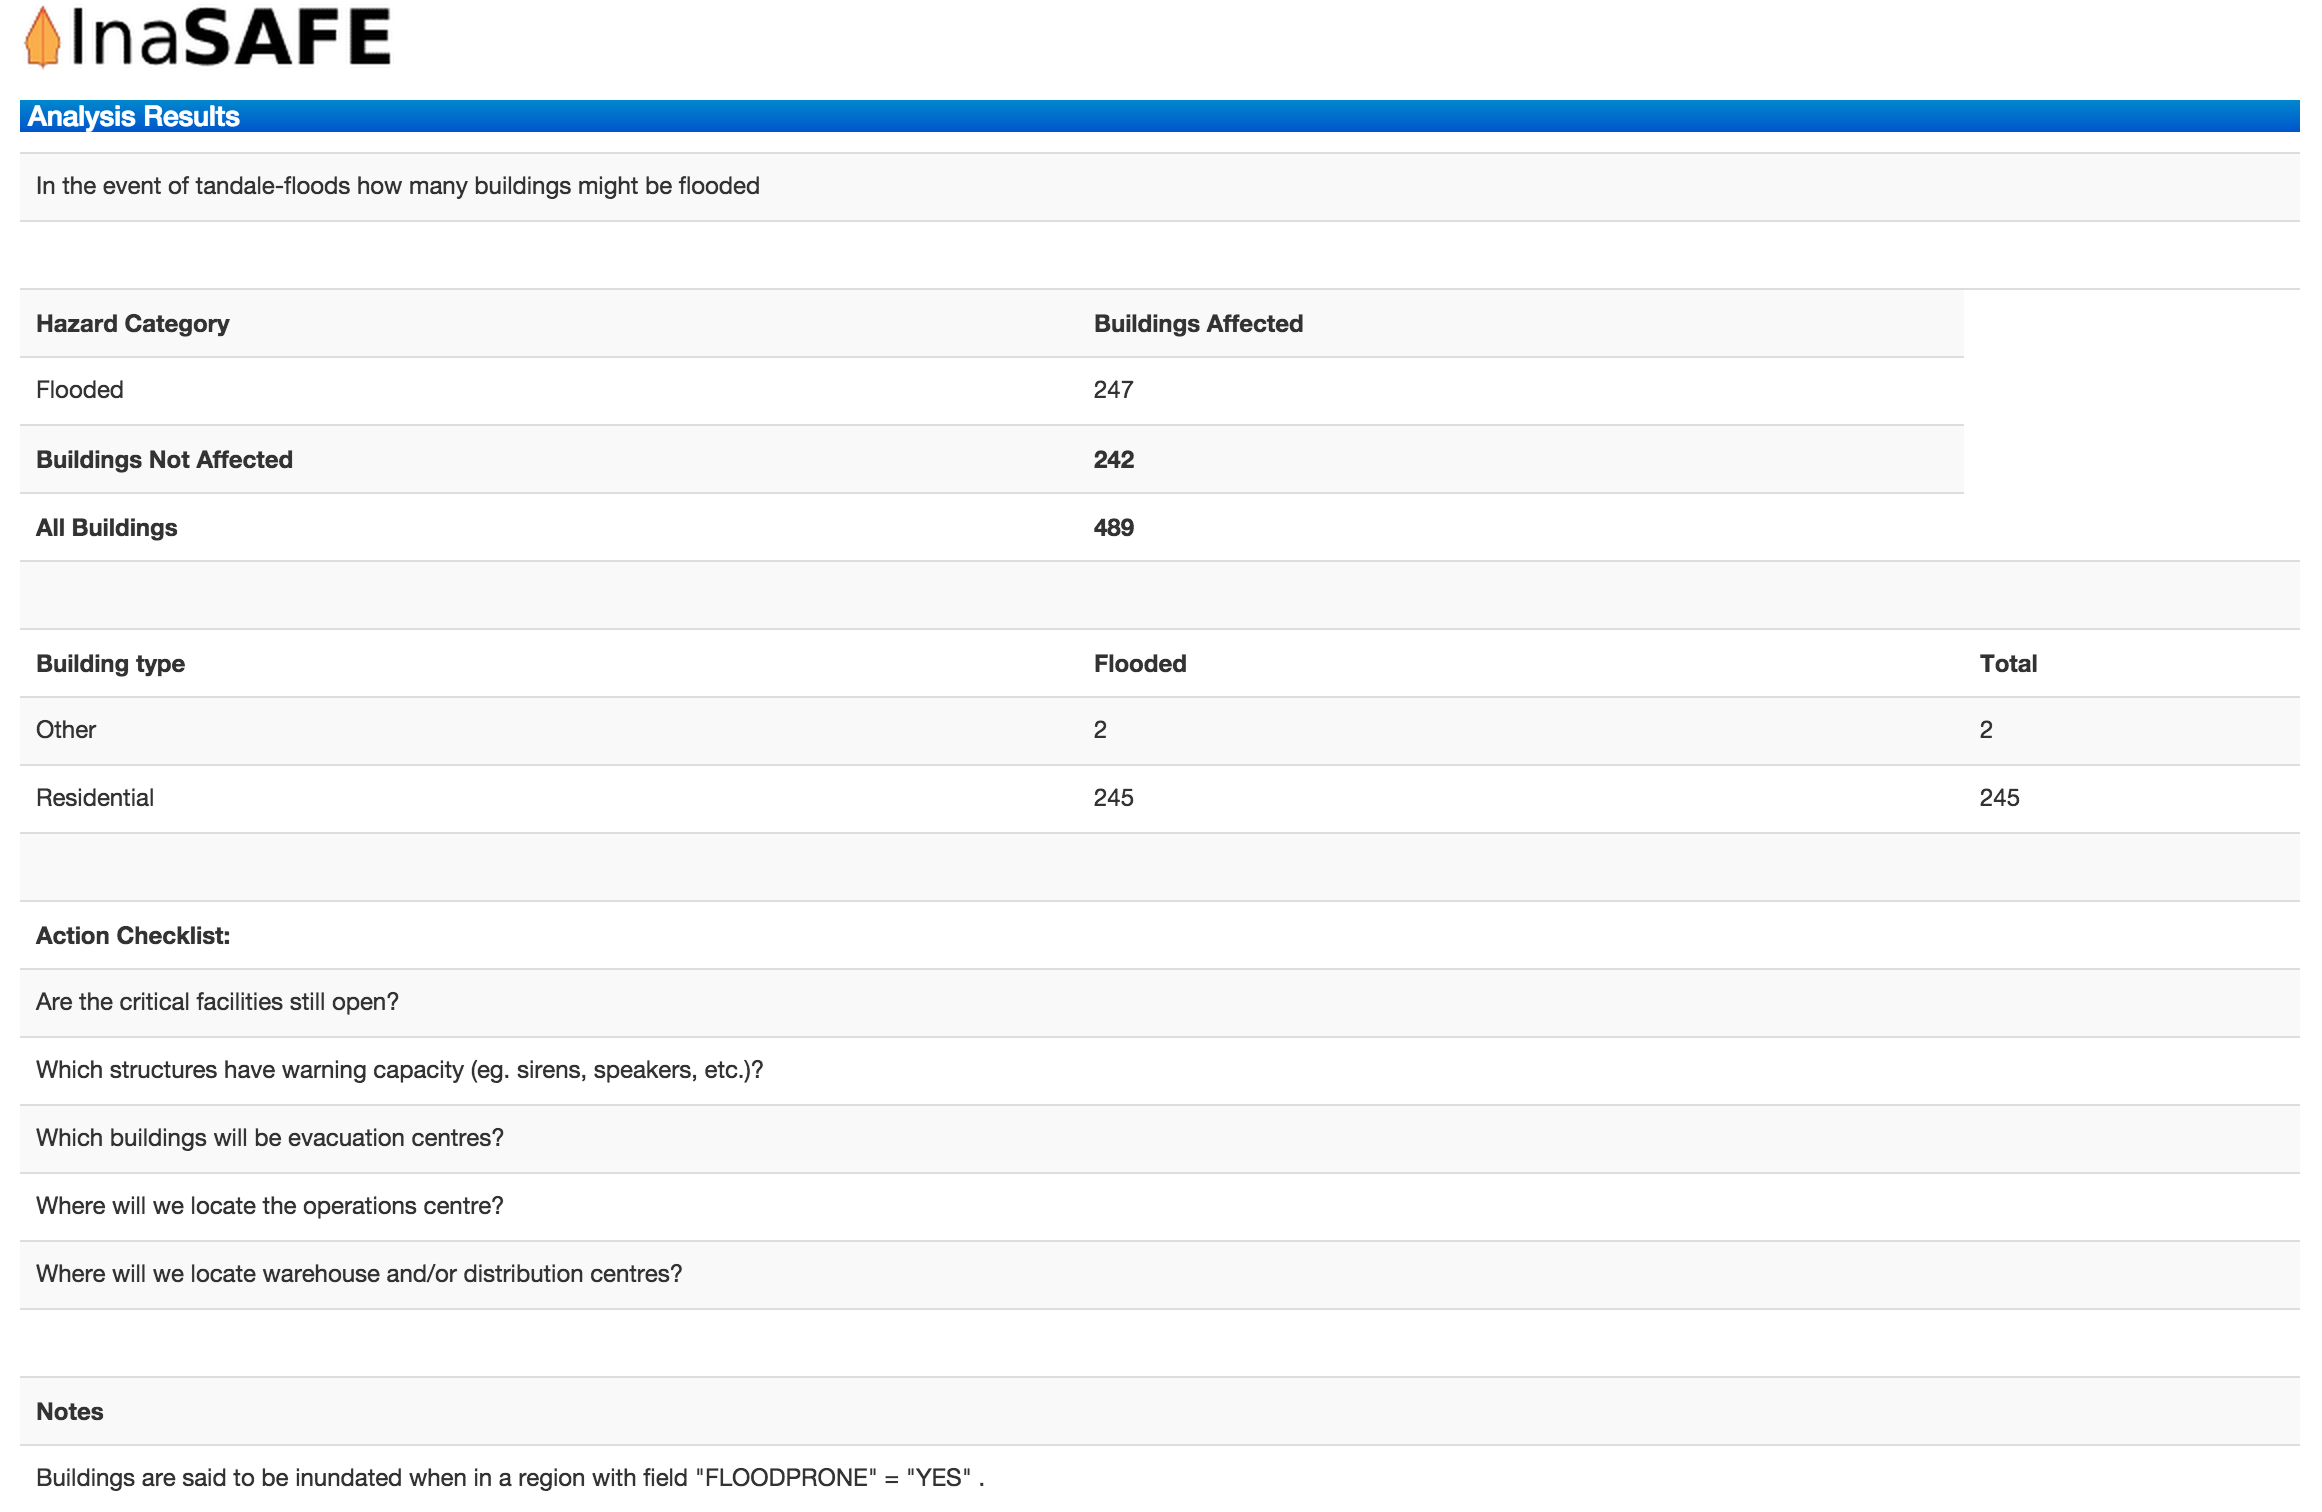 InaSAFE
Analysis Results
In the event of tandale-floods how many buildings might be flooded
Hazard Category Buildings Affected
Flooded 247
Buildings Not Affected 242
All Buildings 489
Building type Flooded Total
Other 2 2
Residential 245 245
Action Checklist:
Are the critical facilities still open?
Which structures have warning capacity (eg. sirens, speakers, etc.)?
Which buildings will be evacuation centres?
Where will we locate the operations centre?
Where will we locate warehouse and/or distribution centres?
Notes
Buildings are said to be inundated when in a region with field "FLOODPRONE" = "YES" .